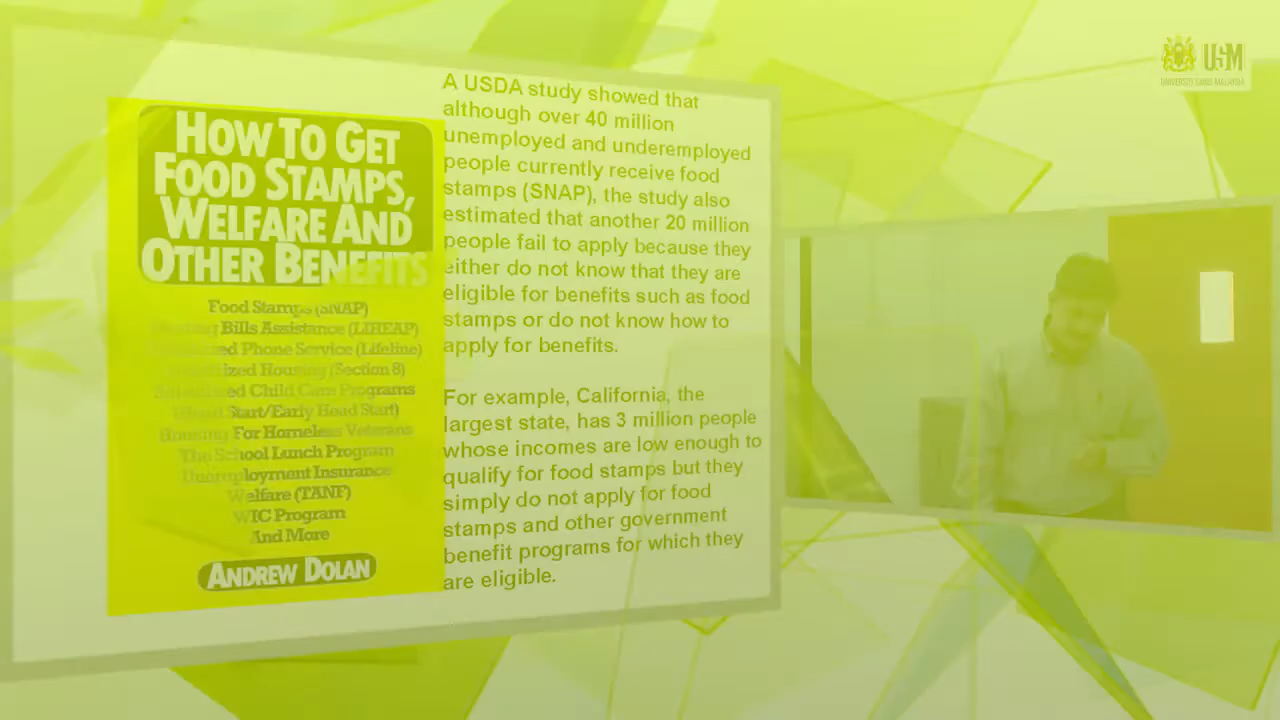 HOW TO GET
FOOD STAMPS,
WELFARE AND
OTHER BENEFITS
Food Stamps (SNAP)
Heating Bills Assistance (LIHEAP)
Subsidized Phone Service (Lifeline)
Subsidized Housing (Section 8)
Subsidized Child Care Programs
(Head Start/Early Head Start)
Housing For Homeless Veterans
The School Lunch Program
Unemployment Insurance
Welfare (TANF)
WIC Program
And More
ANDREW DOLAN
A USDA study showed that
although over 40 million
unemployed and underemployed
people currently receive food
stamps (SNAP), the study also
estimated that another 20 million
people fail to apply because they
either do not know that they are
eligible for benefits such as food
stamps or do not know how to
apply for benefits.
For example, California, the
largest state, has 3 million people
whose incomes are low enough to
qualify for food stamps but they
simply do not apply for food
stamps and other government
benefit programs for which they
are eligible.
USM
UNIVERSITI SAINS MALAYSIA